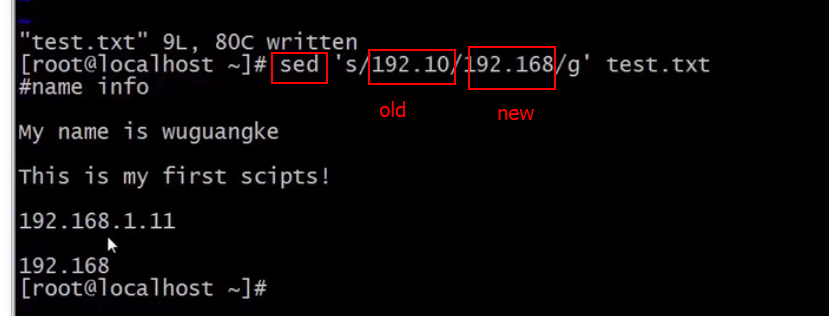 ~
"test.txt" 9L, 80C written
[root@localhost ~]# sed 's/192.10/192.168/g' test.txt
#name info
old
new
My name is wuguangke
This is my first scipts!
192.168.1.11
192.168
[root@localhost ~]#